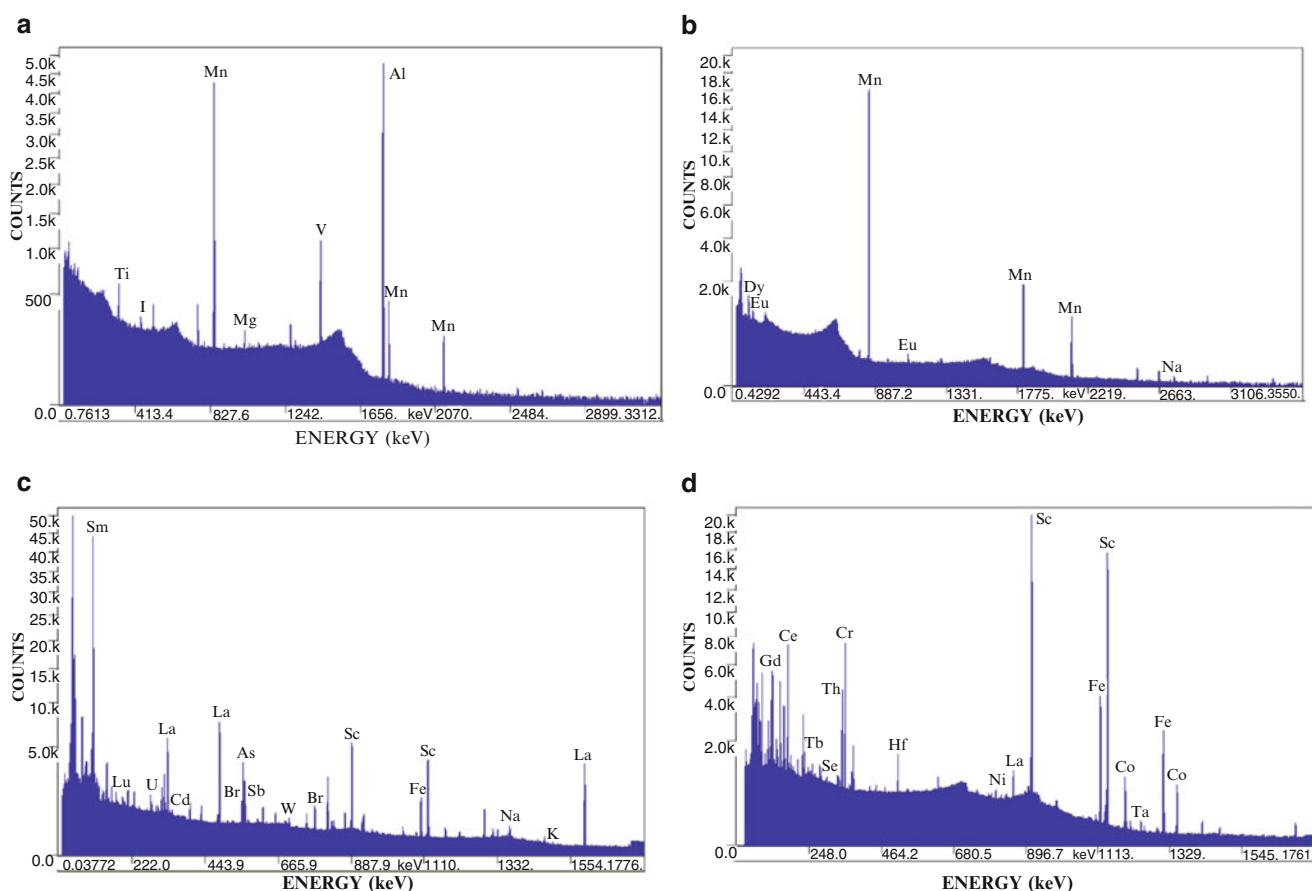 a
5.0k
4.5k
4.0k
3.5k
3.0k
2.5k
2.0k
1.5k
1.0k
500
0.0
COUNTS
Ti
I
Mn
Mg
V
Al
Mn
Mn
0.7613 413.4 827.6 1242. 1656. keV 2070. 2484. 2899. 3312.
ENERGY (keV)
b
20.k
18.k
16.k
14.k
12.k
10.k
8.0k
6.0k
4.0k
2.0k
0.0
COUNTS
Dy
Eu
Mn
Eu
Mn
Mn
Na
0.4292 443.4 887.2 1331. 1775. keV 2219. 2663. 3106. 3550.
ENERGY (keV)
c
50.k
45.k
40.k
35.k
30.k
25.k
20.k
15.k
10.k
5.0k
0.0
COUNTS
Sm
Lu
U
La
Cd
La
Br
As
Sb
W
Br
Sc
Fe
Sc
Na
K
La
0.03772 222.0 443.9 665.9 887.9 keV 1110. 1332. 1554. 1776.
ENERGY (keV)
d
20.k
18.k
16.k
14.k
12.k
10.k
8.0k
6.0k
4.0k
2.0k
0.0
COUNTS
Gd
Ce
Tb
Se
Th
Cr
Hf
Ni
La
Sc
Fe
Sc
Co
Ta
Fe
Co
248.0 464.2 680.5 896.7 keV 1113. 1329. 1545. 1761.
ENERGY (keV)